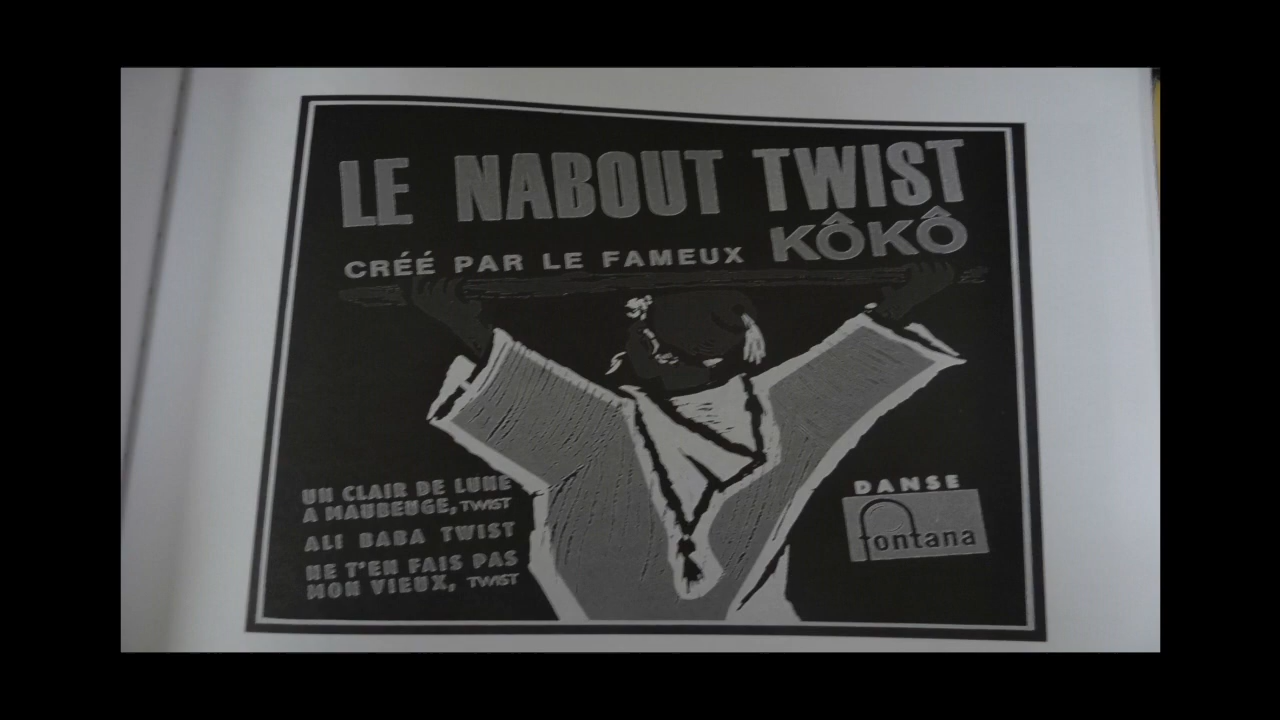 LE NABOUT TWIST
CRÉÉ PAR LE FAMEUX KÔKÔ
UN CLAIR DE LUNE
A MAUBEUGE, TWIST
ALI BABA TWIST
NE T'EN FAIS PAS
MON VIEUX, TWIST
DANSE
fontana